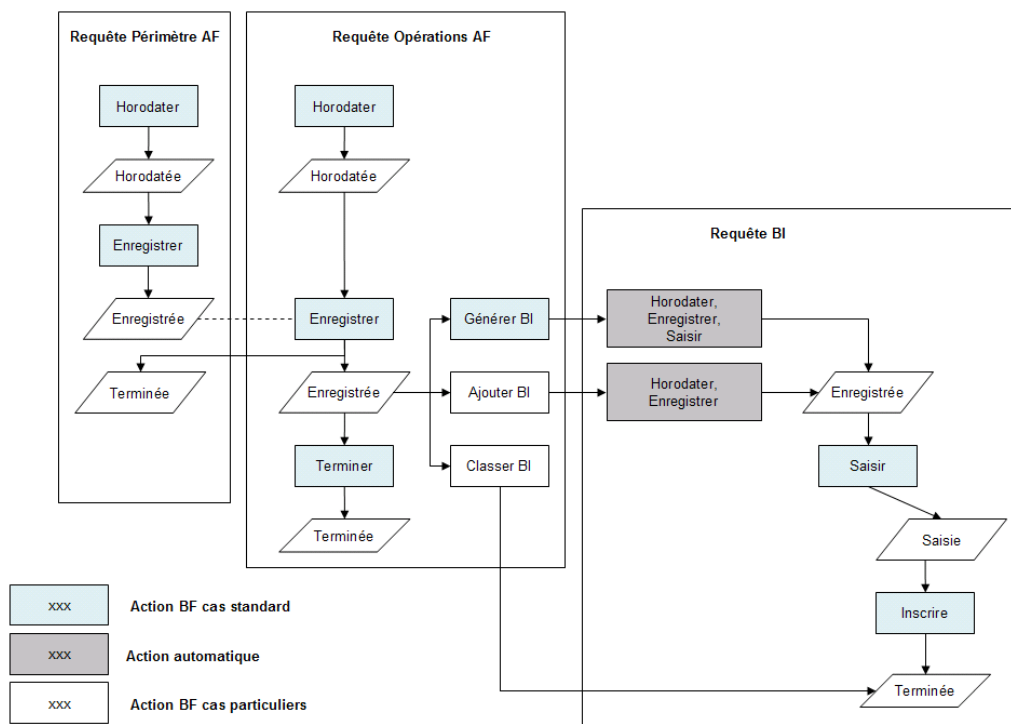 Requête Périmètre AF
Horodater
Horodatée
Enregistrer
Enregistrée
Terminée
Requête Opérations AF
Horodater
Horodatée
Enregistrer
Enregistrée
Terminer
Terminée
Générer BI
Ajouter BI
Classer BI
Requête BI
Horodater,
Enregistrer,
Saisir
Horodater,
Enregistrer
Enregistrée
Saisir
Saisie
Inscrire
Terminée
xxx Action BF cas standard
xxx Action automatique
xxx Action BF cas particuliers